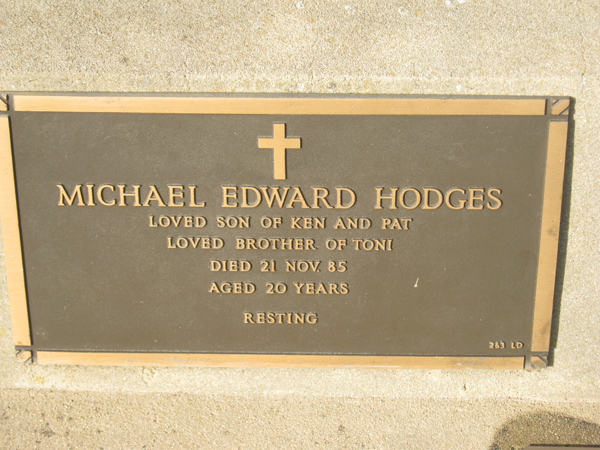 MICHAEL EDWARD HODGES
LOVED SON OF KEN AND PAT
LOVED BROTHER OF TONI
DIED 21 NOV. 85
AGED 20 YEARS
RESTING
263 LD